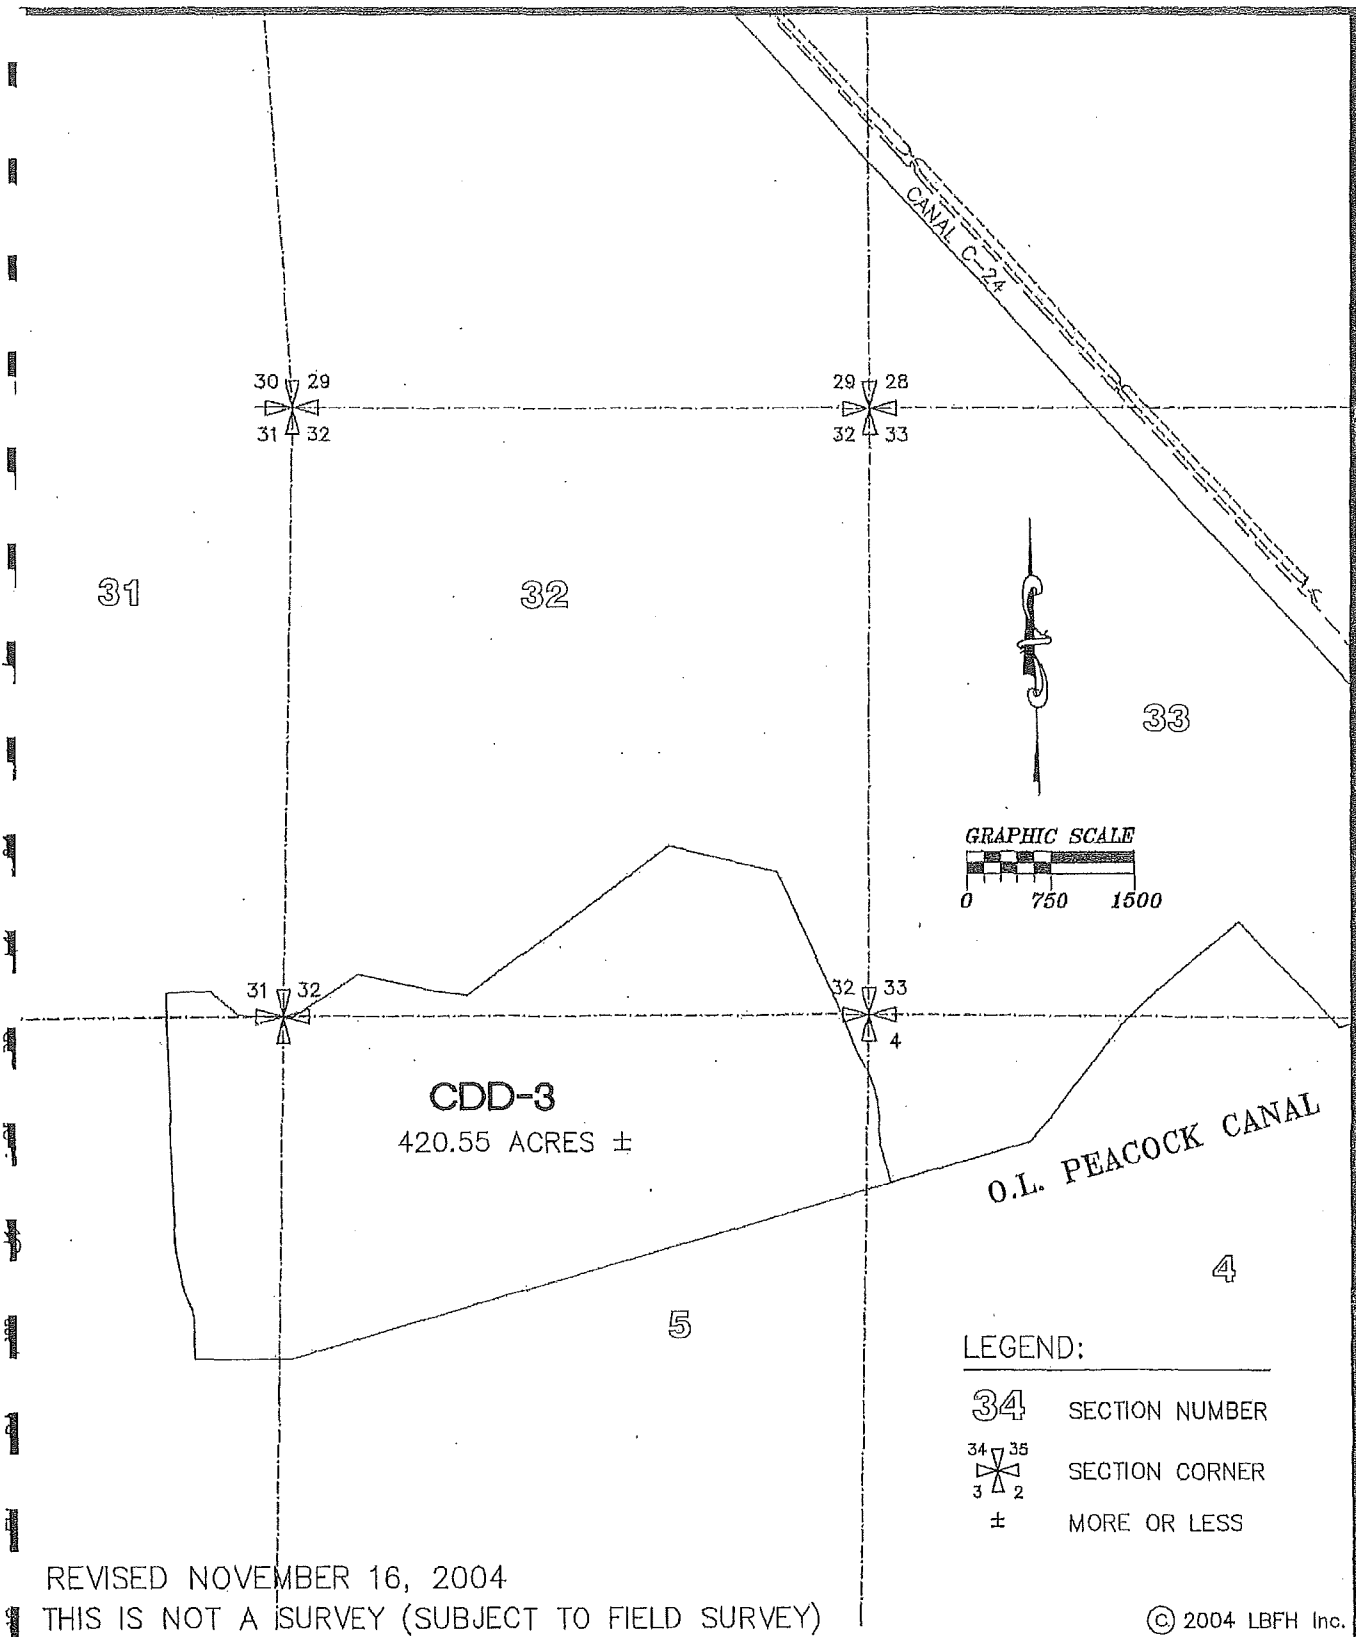 CANAL C-24
30 29
31 32
29 28
32 33
31
32
33
GRAPHIC SCALE
0 750 1500
31 32
32 33
4
CDD-3
420.55 ACRES ±
O.L. PEACOCK CANAL
4
5
LEGEND:
34 SECTION NUMBER
34 35
3 2
SECTION CORNER
± MORE OR LESS
REVISED NOVEMBER 16, 2004
THIS IS NOT A SURVEY (SUBJECT TO FIELD SURVEY)
© 2004 LBFH Inc.